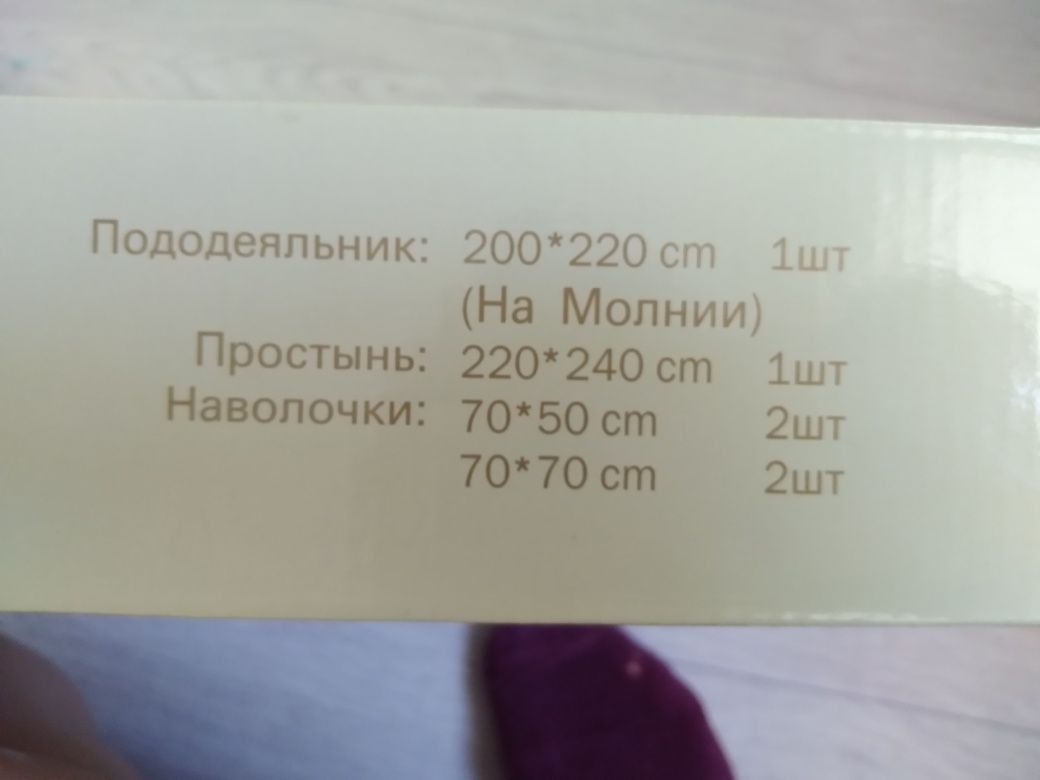 Пододеяльник: 200*220 cm 1шт
(На Молнии)
Простынь: 220*240 cm 1шт
Наволочки: 70*50 cm 2шт
70*70 cm 2шт